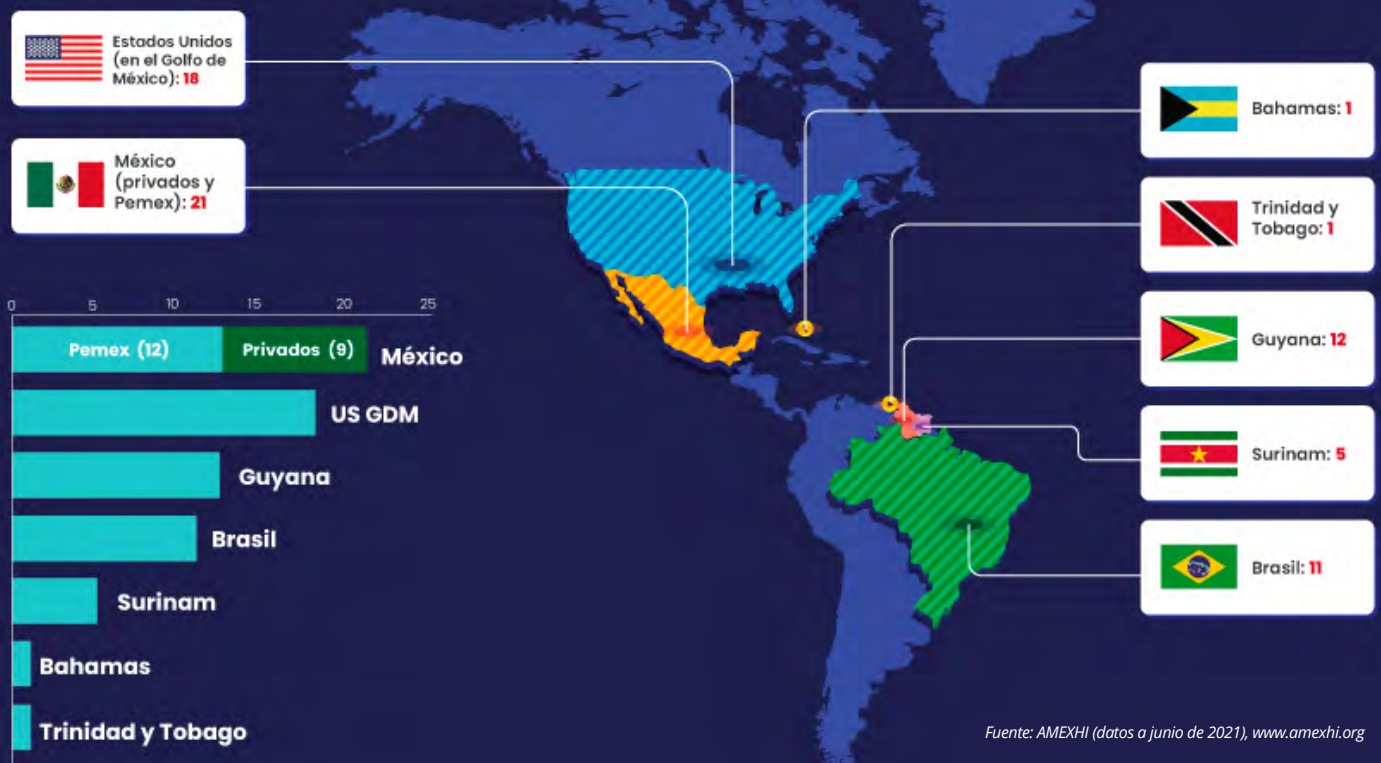 Estados Unidos
(en el Golfo de
México): 18
México
(privados y
Pemex): 21
Bahamas: 1
Trinidad y
Tobago: 1
Guyana: 12
Surinam: 5
Brasil: 11
0 5 10 15 20 25
Pemex (12) Privados (9) México
US GDM
Guyana
Brasil
Surinam
Bahamas
Trinidad y Tobago
Fuente: AMEXHI (datos a junio de 2021), www.amexhi.org